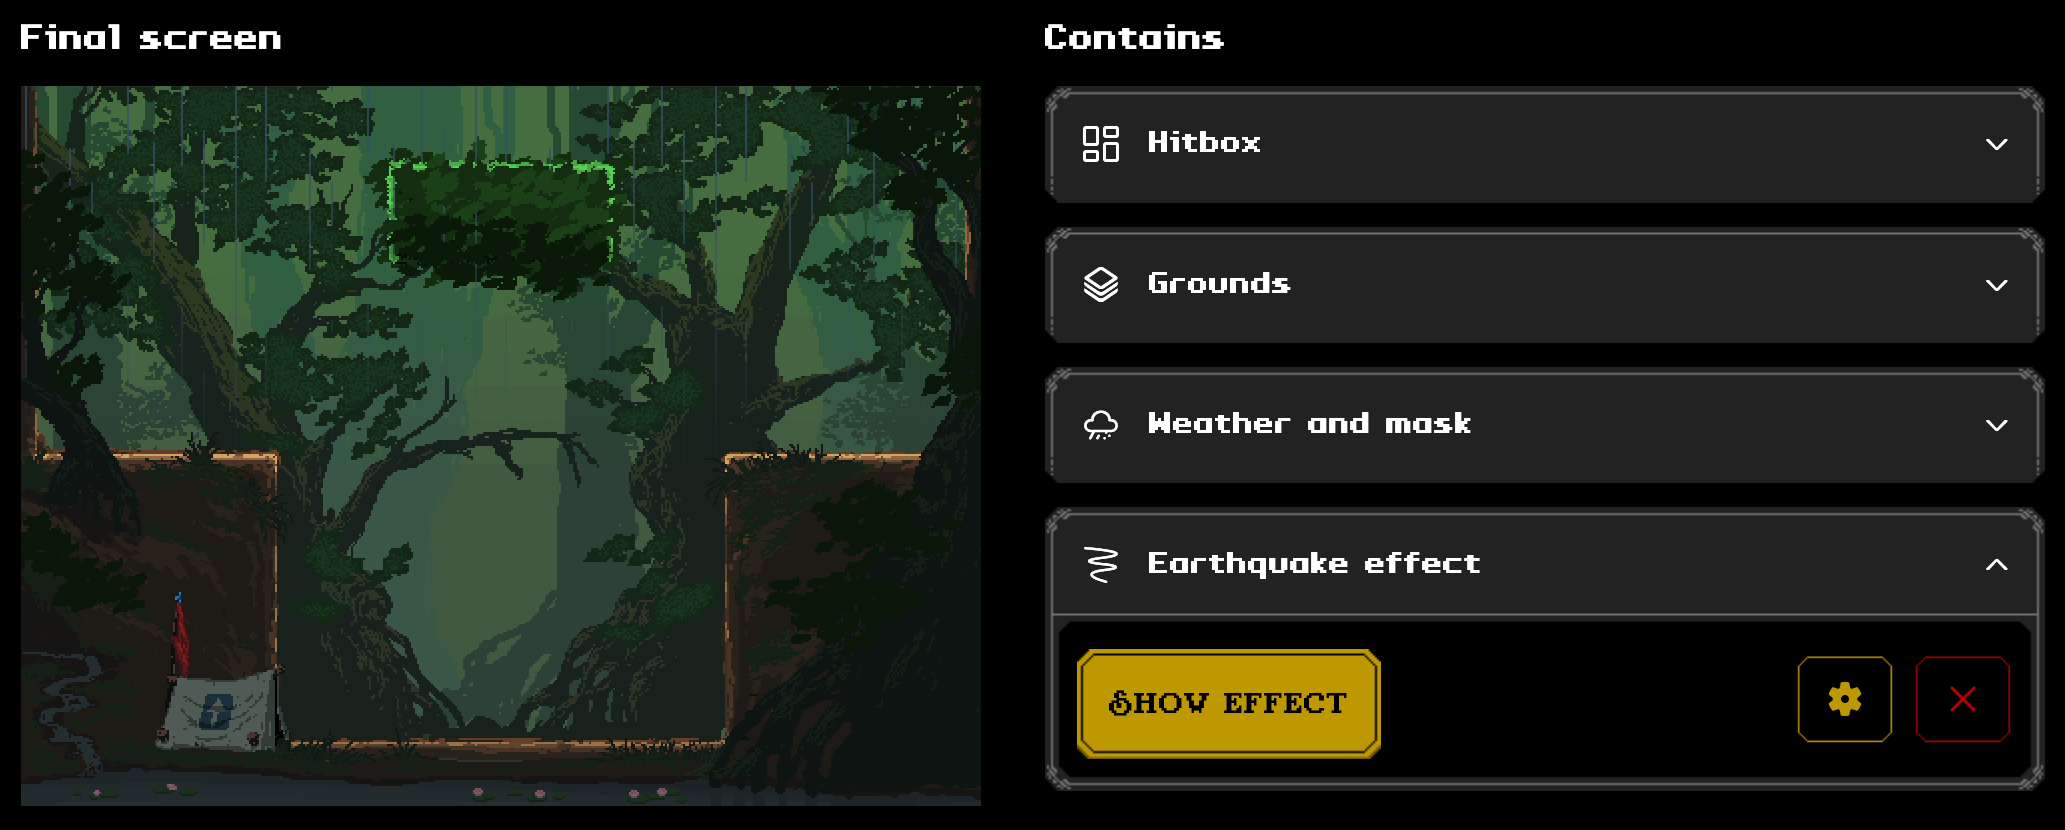 Final screen
Contains
Hitbox
Grounds
Weather and mask
Earthquake effect
SHOW EFFECT